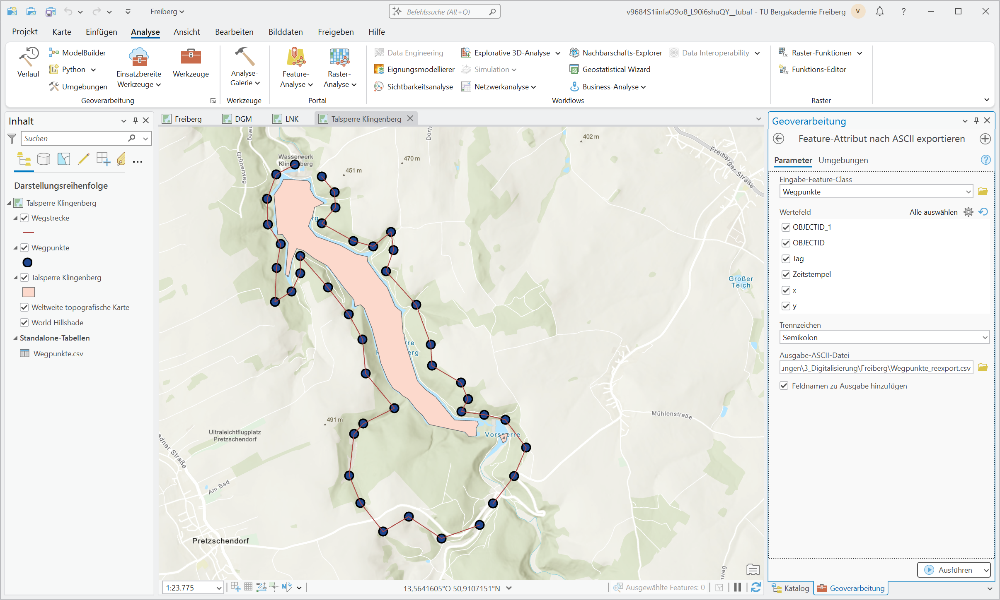 Freiberg
Befehlssuche (Alt+Q)
v9684S1iinfaO9o8_L90i6shuQY__tubaf - TU Bergakademie Freiberg
V
?
Projekt
Karte
Einfügen
Analyse
Ansicht
Bearbeiten
Bilddaten
Freigeben
Hilfe
Verlauf
ModelBuilder
Python
Umgebungen
Einsatzbereite
Werkzeuge
Werkzeuge
Geoverarbeitung
Analyse-
Galerie
Werkzeuge
Feature-
Analyse
Raster-
Analyse
Portal
Data Engineering
Eignungsmodellierer
Sichtbarkeitsanalyse
Explorative 3D-Analyse
Simulation
Netzwerkanalyse
Nachbarschafts-Explorer
Geostatistical Wizard
Business-Analyse
Data Interoperability
Workflows
Raster-Funktionen
Funktions-Editor
Raster
Inhalt
Suchen
Darstellungsreihenfolge
Talsperre Klingenberg
Wegstrecke
Wegpunkte
Talsperre Klingenberg
Weltweite topografische Karte
World Hillshade
Standalone-Tabellen
Wegpunkte.csv
Freiberg
DGM
LNK
Talsperre Klingenberg
Grünerweg
Wasserwerk
451 m
470 m
402 m
Freiberger Straße
Großer
Teich
Mühlenstraße
491 m
Ultraleichtflugplatz
Pretzschendorf
Am Bad
Pretzschendorf
1:23.775
13,5641605°O 50,9107151°N
Ausgewählte Features: 0
Geoverarbeitung
Feature-Attribut nach ASCII exportieren
Parameter
Umgebungen
?
Eingabe-Feature-Class
Wegpunkte
Wertefeld
Alle auswählen
OBJECTID_1
OBJECTID
Tag
Zeitstempel
x
y
Trennzeichen
Semikolon
Ausgabe-ASCII-Datei
ungen\3_Digitalisierung\Freiberg\Wegpunkte_reexport.csv
Feldnamen zu Ausgabe hinzufügen
Ausführen
Katalog
Geoverarbeitung